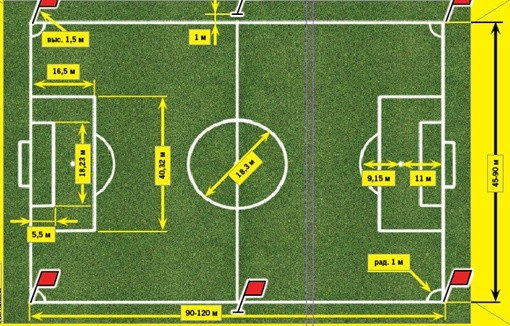 выс. 1,5 м
1 м
16,5 м
18,23 м
40,32 м
18,3 м
9,15 м
11 м
45-90 м
5,5 м
рад. 1 м
90-120 м